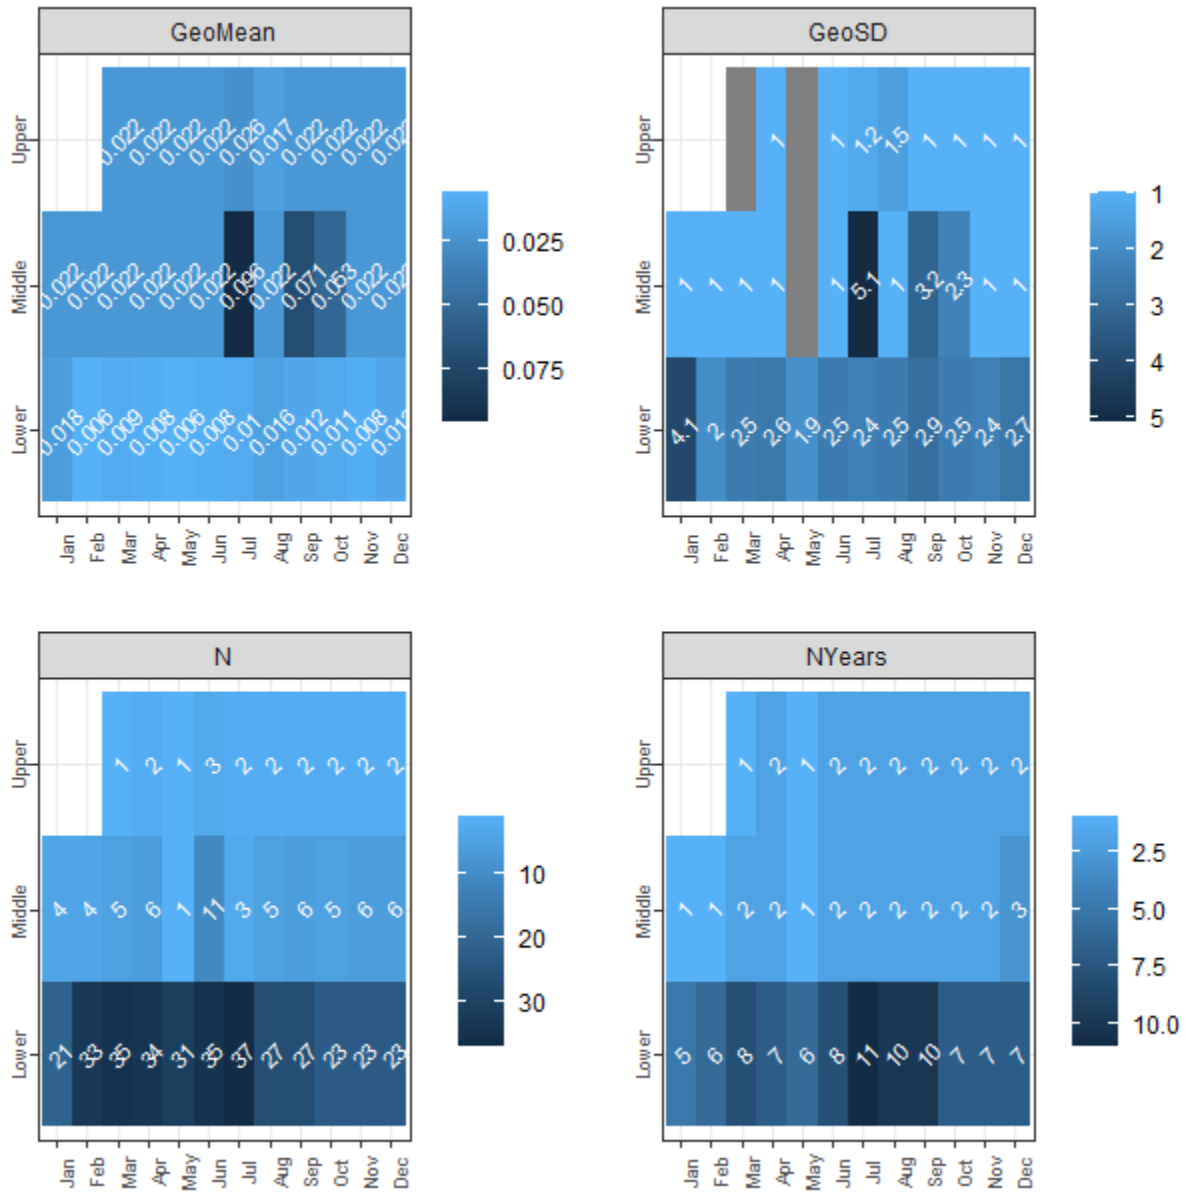 GeoMean
Upper
0.022 0.022 0.022 0.022 0.026 0.017 0.022 0.022 0.022
Middle
0.022 0.022 0.022 0.022 0.022 0.022 0.096 0.022 0.071 0.053 0.022
Lower
0.018 0.006 0.009 0.008 0.006 0.008 0.01 0.016 0.012 0.011 0.008
Jan Feb Mar Apr May Jun Jul Aug Sep Oct Nov Dec
0.025
0.050
0.075
GeoSD
Upper
1 1 1.2 1.5 1 1 1 1
Middle
1 1 1 1 1 5.1 1 3.2 2.3 1 1
Lower
4.1 2 2.5 2.6 1.9 2.5 2.4 2.5 2.9 2.5 2.4 2.7
Jan Feb Mar Apr May Jun Jul Aug Sep Oct Nov Dec
1
2
3
4
5
N
Upper
1 2 1 3 2 2 2 2 2 2
Middle
4 4 5 6 1 11 3 5 6 5 6 6
Lower
21 33 35 34 31 35 37 27 27 23 23 23
Jan Feb Mar Apr May Jun Jul Aug Sep Oct Nov Dec
10
20
30
NYears
Upper
1 2 1 2 2 2 2 2 2 2
Middle
1 1 2 2 1 2 2 2 2 2 2 3
Lower
5 6 8 7 6 8 11 10 10 7 7 7
Jan Feb Mar Apr May Jun Jul Aug Sep Oct Nov Dec
2.5
5.0
7.5
10.0